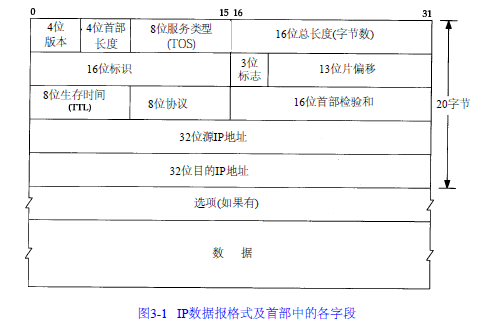 0 15 16 31
4位 4位首部 8位服务类型 16位总长度(字节数)
版本 长度 (TOS)
16位标识 3位 13位片偏移
标志
8位生存时间 8位协议 16位首部检验和
(TTL)
20字节
32位源IP地址
32位目的IP地址
选项(如果有)
数 据
图3-1 IP数据报格式及首部中的各字段